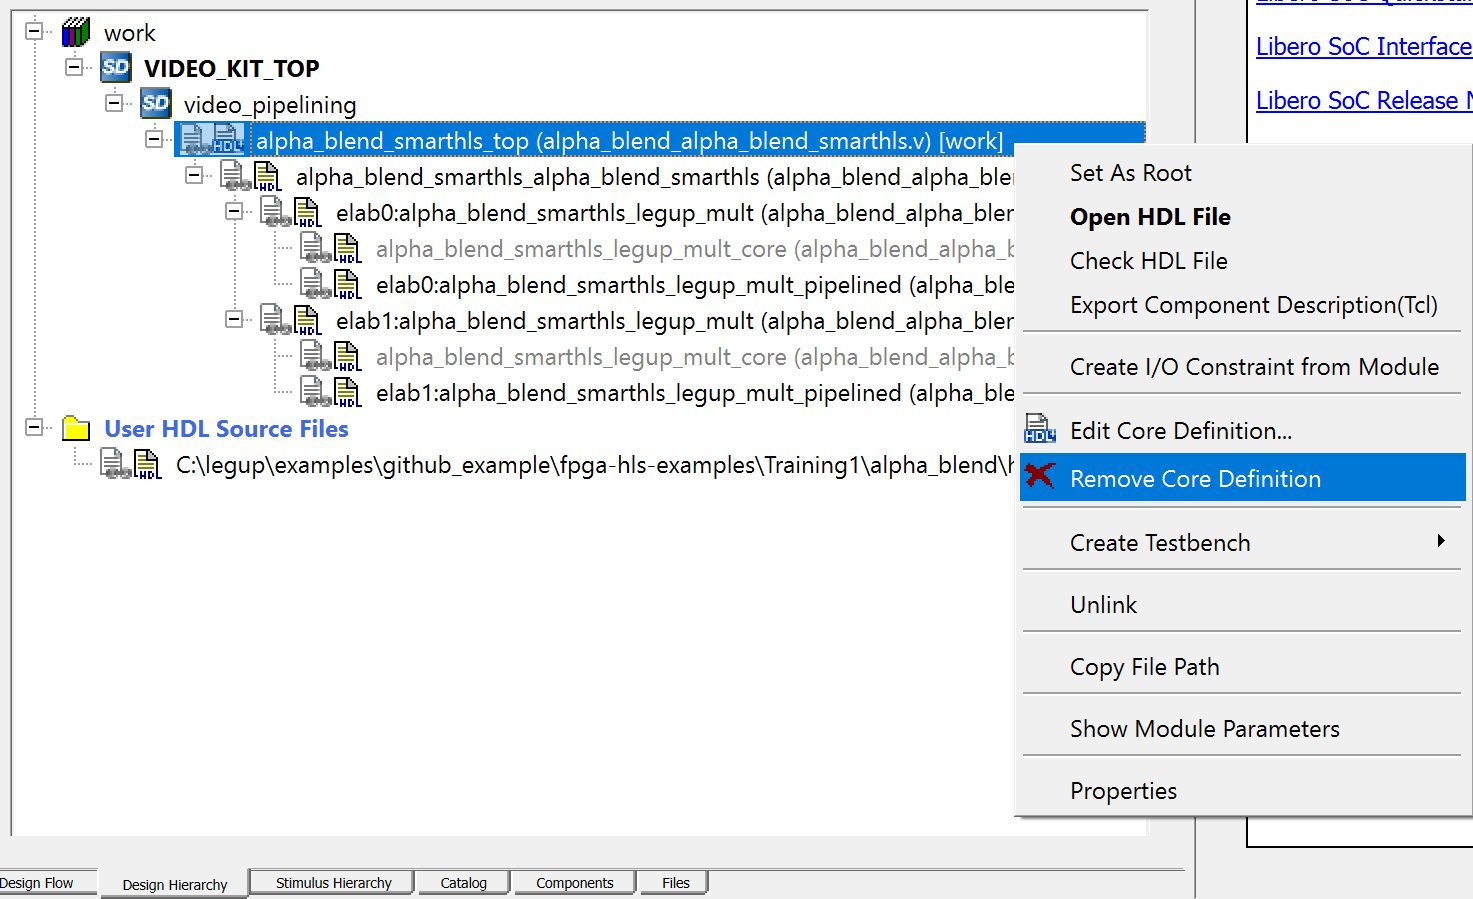 work
VIDEO_KIT_TOP
video_pipelining
alpha_blend_smarthls_top (alpha_blend_alpha_blend_smarthls.v) [work]
alpha_blend_smarthls_alpha_blend_smarthls (alpha_blend_alpha_ble
elab0:alpha_blend_smarthls_legup_mult (alpha_blend_alpha_bler
alpha_blend_smarthls_legup_mult_core (alpha_blend_alpha_b
elab0:alpha_blend_smarthls_legup_mult_pipelined (alpha_ble
elab1:alpha_blend_smarthls_legup_mult (alpha_blend_alpha_bler
alpha_blend_smarthls_legup_mult_core (alpha_blend_alpha_b
elab1:alpha_blend_smarthls_legup_mult_pipelined (alpha_ble
User HDL Source Files
C:\legup\examples\github_example\fpga-hls-examples\Training1\alpha_blend\h
Libero SoC Interface
Libero SoC Release N
Set As Root
Open HDL File
Check HDL File
Export Component Description(Tcl)
Create I/O Constraint from Module
Edit Core Definition...
Remove Core Definition
Create Testbench
Unlink
Copy File Path
Show Module Parameters
Properties
Design Flow
Design Hierarchy
Stimulus Hierarchy
Catalog
Components
Files